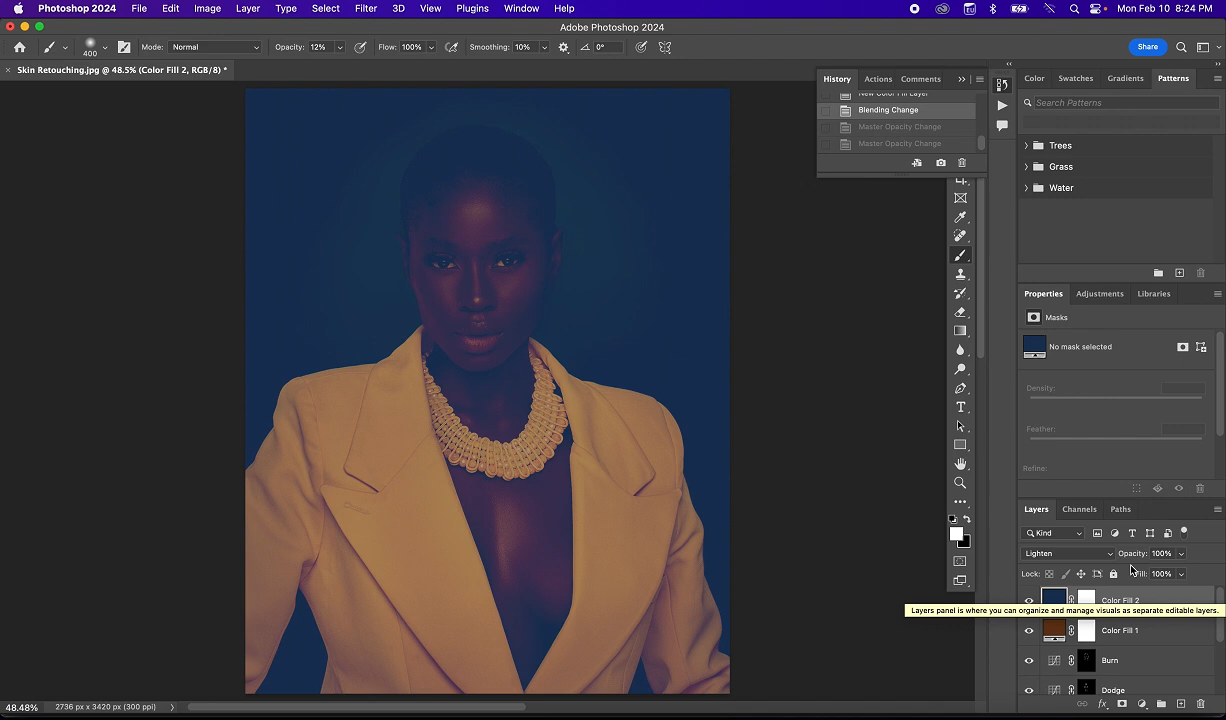 Photoshop 2024 File Edit Image Layer Type Select Filter 3D View Plugins Window Help Mon Feb 10 8:24 PM
Adobe Photoshop 2024
400 Mode: Normal Opacity: 12% Flow: 100% Smoothing: 10% 0° Share
Skin Retouching.jpg @ 48.5% (Color Fill 2, RGB/8) *
History Actions Comments
New Color Fill Layer
Blending Change
Master Opacity Change
Master Opacity Change
Color Swatches Gradients Patterns
Search Patterns
Trees
Grass
Water
Properties Adjustments Libraries
Masks
No mask selected
Density:
Feather:
Refine:
Layers Channels Paths
Kind
Lighten Opacity: 100%
Lock: Fill: 100%
Color Fill 2
Layers panel is where you can organize and manage visuals as separate editable layers.
Color Fill 1
Burn
Dodge
48.48% 2736 px x 3420 px (300 ppi)